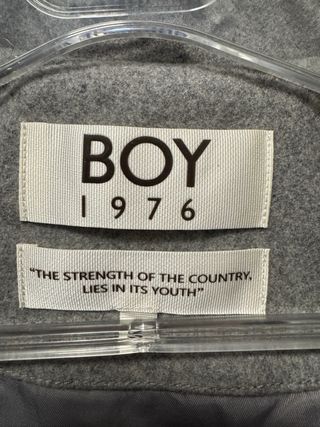 BOY
1976
"THE STRENGTH OF THE COUNTRY,
LIES IN ITS YOUTH"